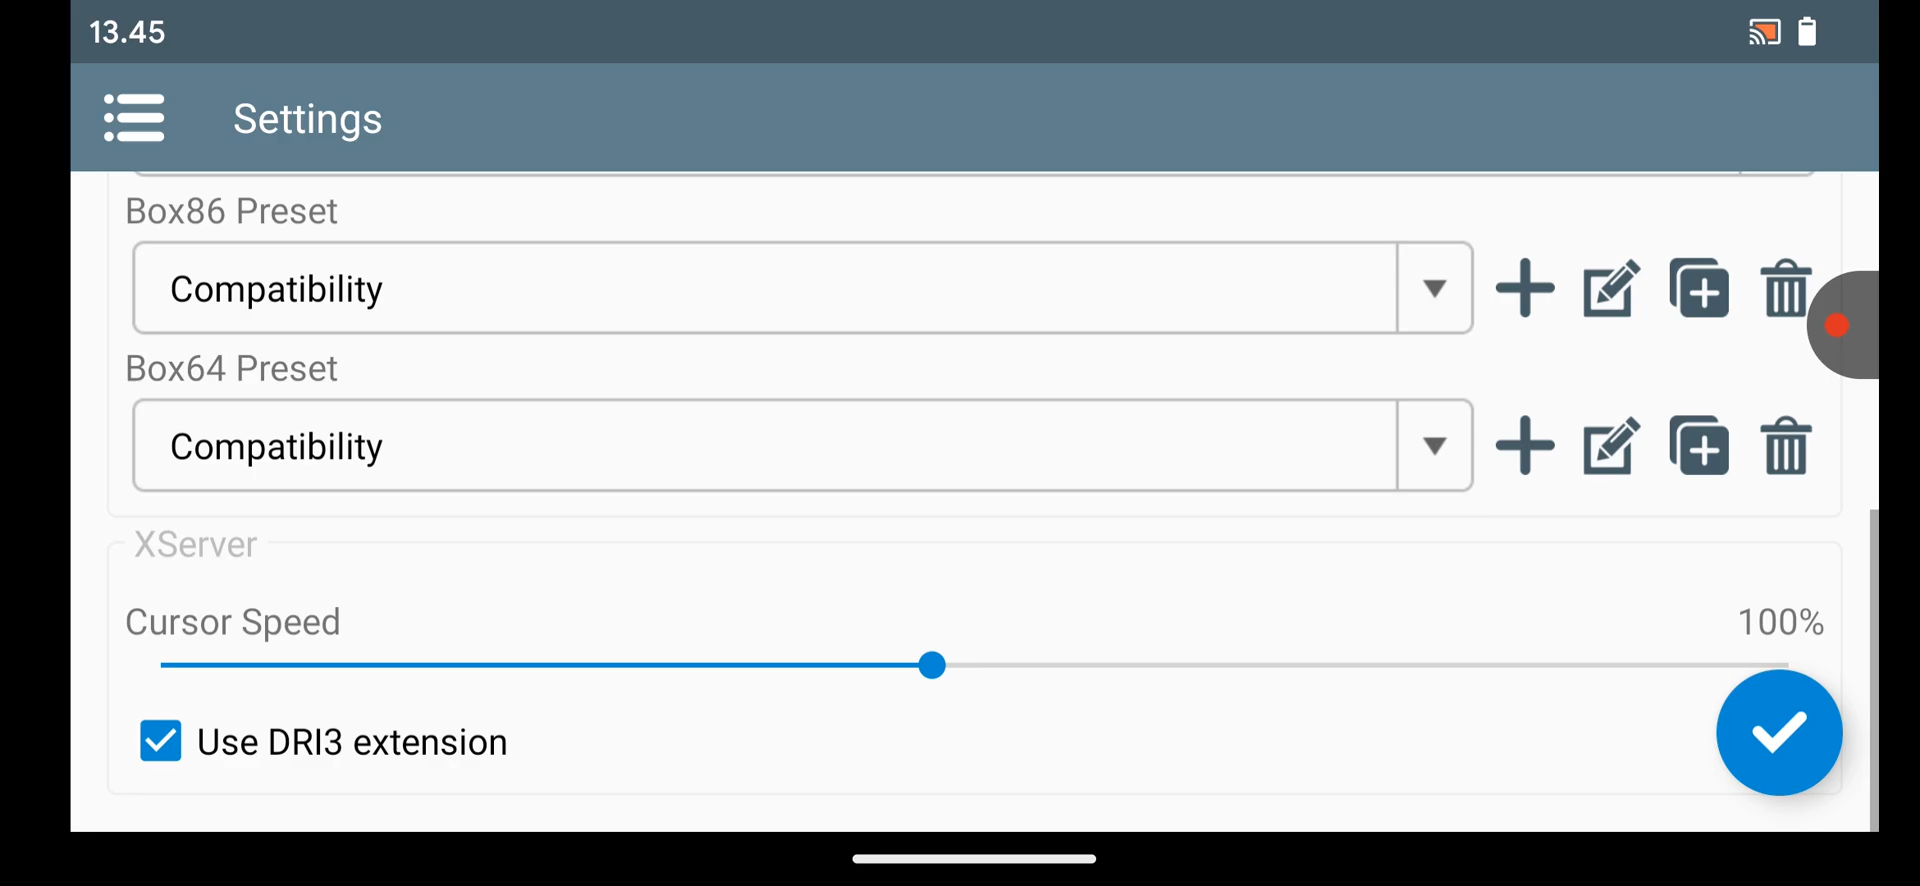 13.45
Settings
Box86 Preset
Compatibility
Box64 Preset
Compatibility
XServer
Cursor Speed
100%
Use DRI3 extension